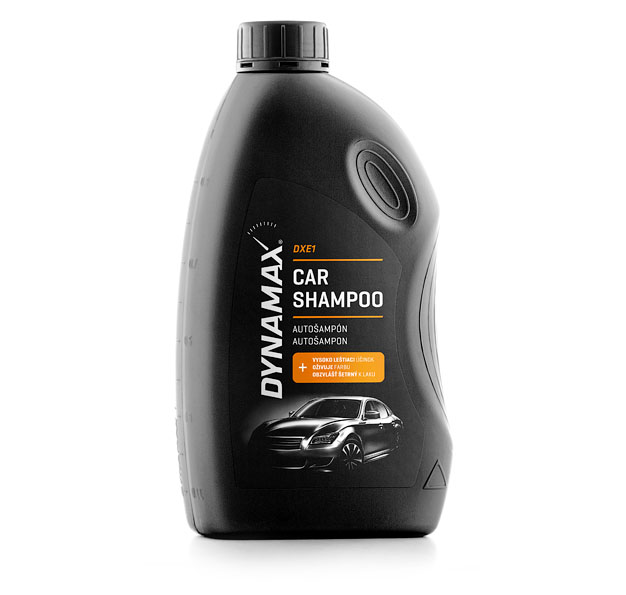 DYNAMAX®
DXE1
CAR
SHAMPOO
AUTOŠAMPÓN
AUTOŠAMPON
+
VYSOKO LEŠTIACI ÚČINOK
OŽIVUJE FARBU
OBZVLÁŠŤ ŠETRNÝ K LAKU